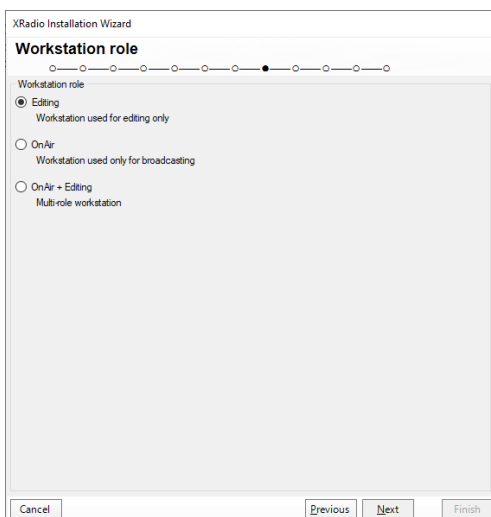 XRadio Installation Wizard
Workstation role
Workstation role
Editing
Workstation used for editing only
OnAir
Workstation used only for broadcasting
OnAir + Editing
Multi-role workstation
Cancel Previous Next Finish